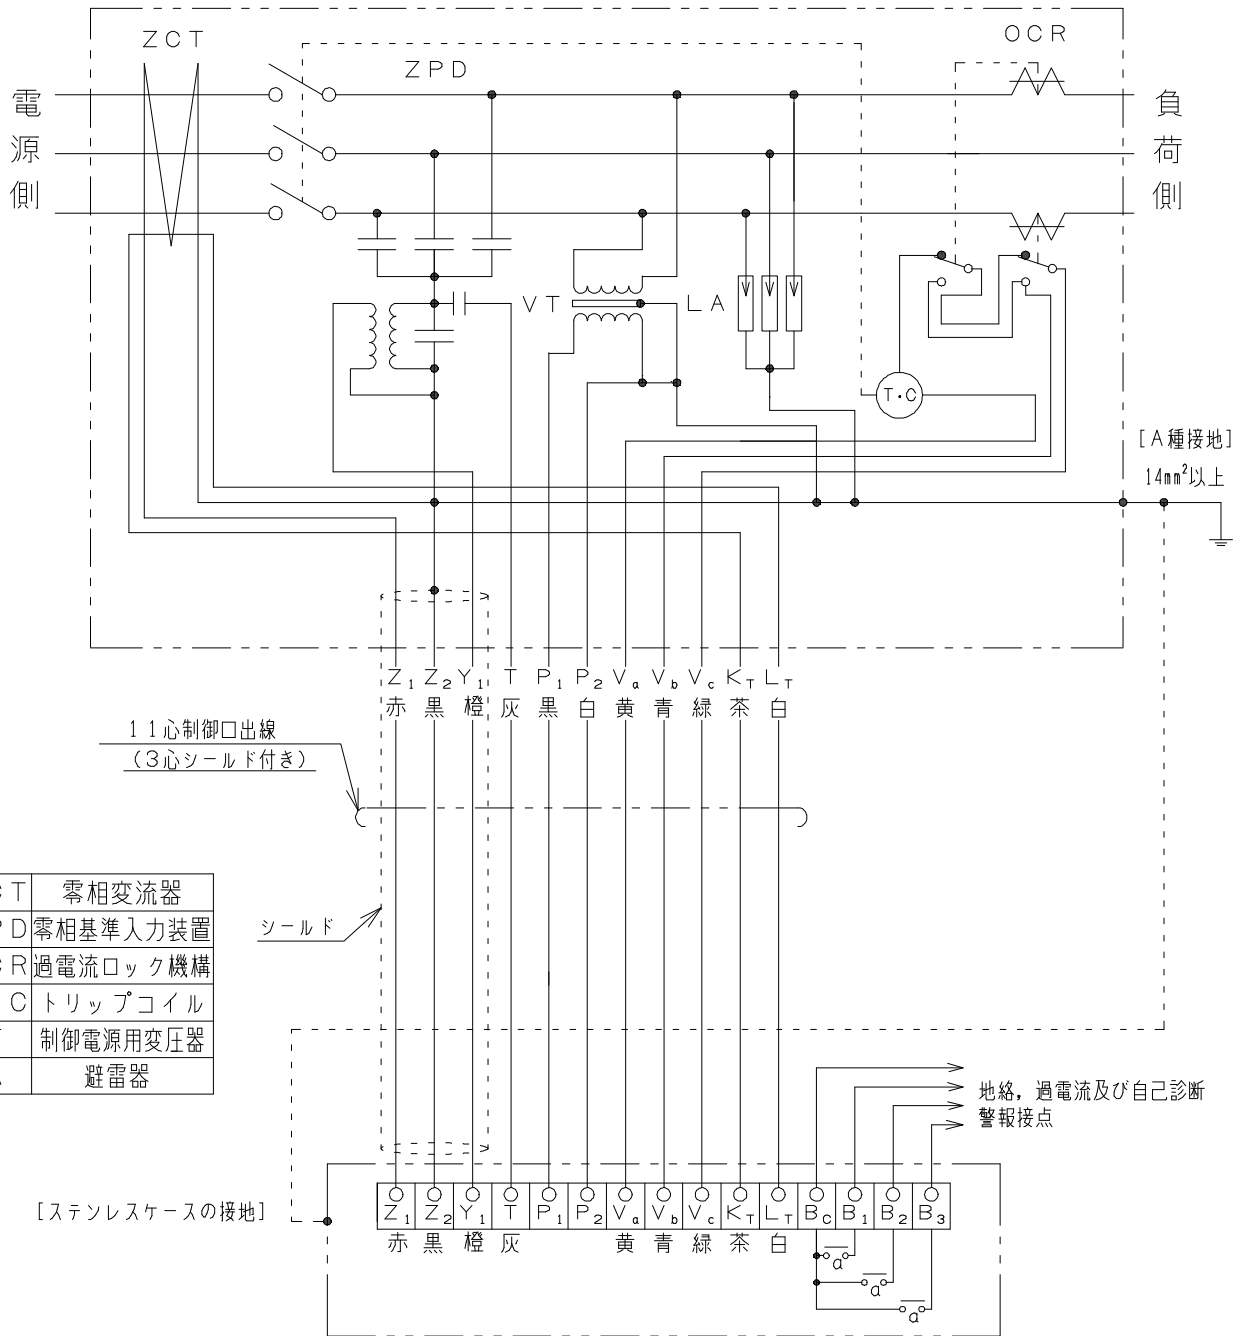 ZCT
OCR
ZPD
電源側
負荷側
VT
LA
T・C
[A種接地]
14mm²以上
Z₁ Z₂ Y₁ T P₁ P₂ Vₐ V_b V_c K_T L_T
赤 黒 橙 灰 黒 白 黄 青 緑 茶 白
11心制御口出線
(3心シールド付き)
CT 零相変流器
PD 零相基準入力装置
CR 過電流ロック機構
C トリップコイル
制御電源用変圧器
避雷器
シールド
地絡,過電流及び自己診断
警報接点
[ステンレスケースの接地]
Z₁ Z₂ Y₁ T P₁ P₂ Vₐ V_b V_c K_T L_T B_C B₁ B₂ B₃
赤 黒 橙 灰 黄 青 緑 茶 白
a
a
a